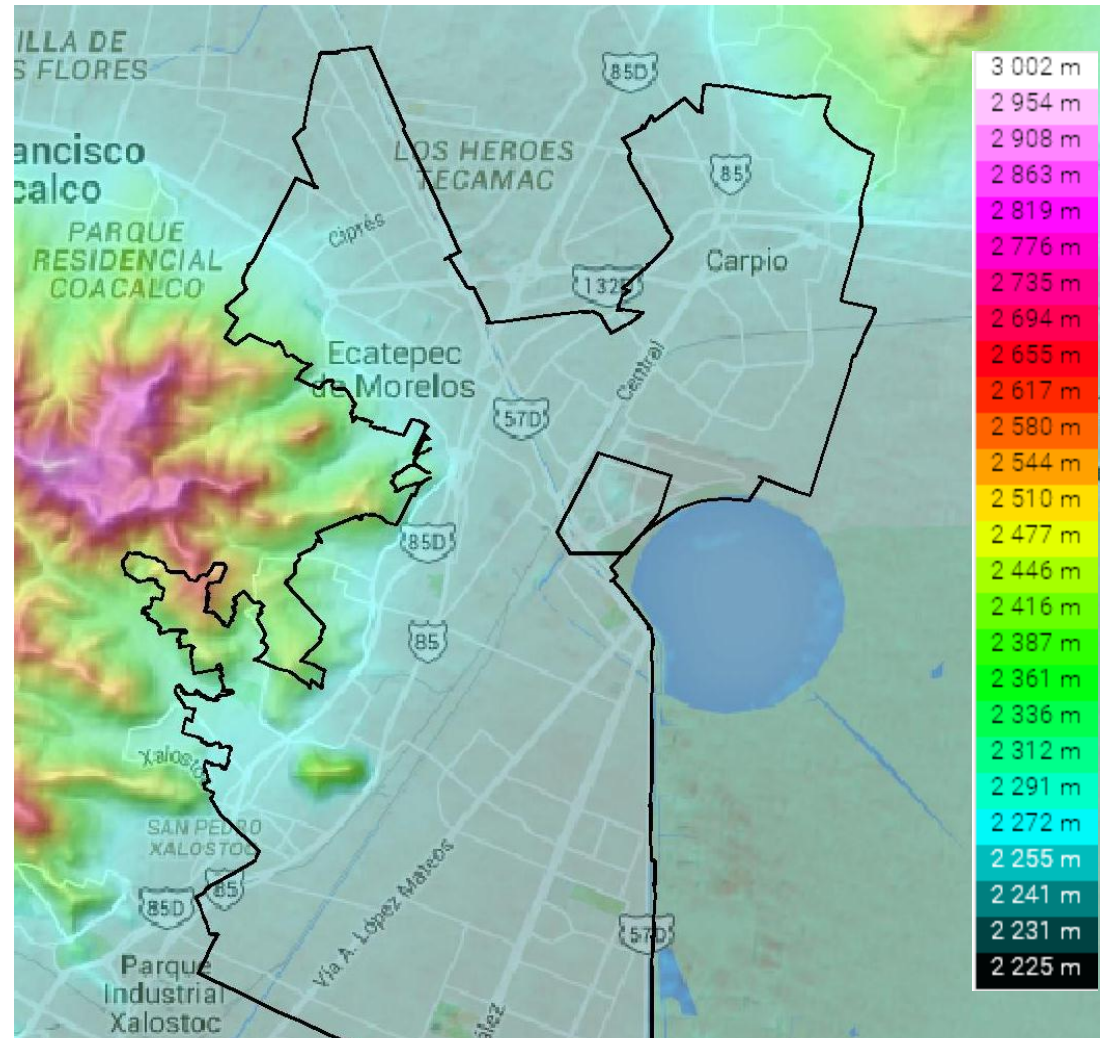 ILLA DE
S FLORES
ancisco
calco
PARQUE
RESIDENCIAL
COACALCO
LOS HEROES
TECAMAC
85D
85
Ciprés
132D
Carpio
Ecatepec
de Morelos
57D
Central
85D
85
Xalosto
SAN PEDRO
XALOSTOC
85D
85
Vía A. López Mateos
57D
Parque
Industrial
Xalostoc
ález
3 002 m
2 954 m
2 908 m
2 863 m
2 819 m
2 776 m
2 735 m
2 694 m
2 655 m
2 617 m
2 580 m
2 544 m
2 510 m
2 477 m
2 446 m
2 416 m
2 387 m
2 361 m
2 336 m
2 312 m
2 291 m
2 272 m
2 255 m
2 241 m
2 231 m
2 225 m